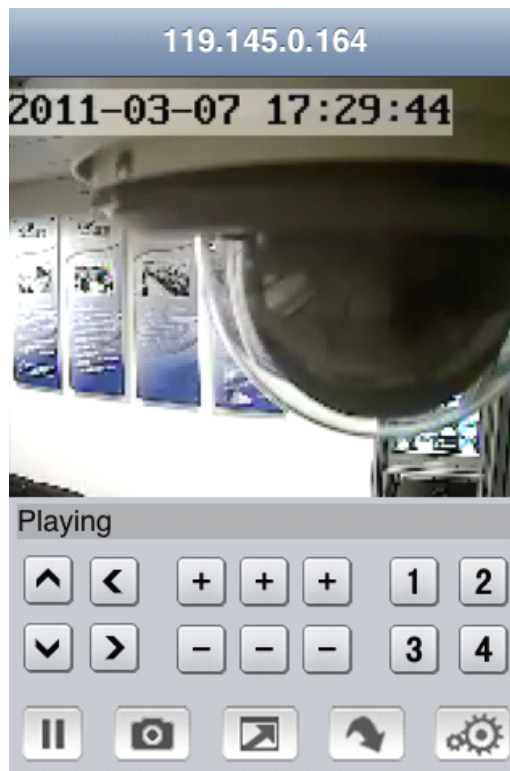 119.145.0.164
2011-03-07 17:29:44
Playing
+ + + 1 2
- - - 3 4